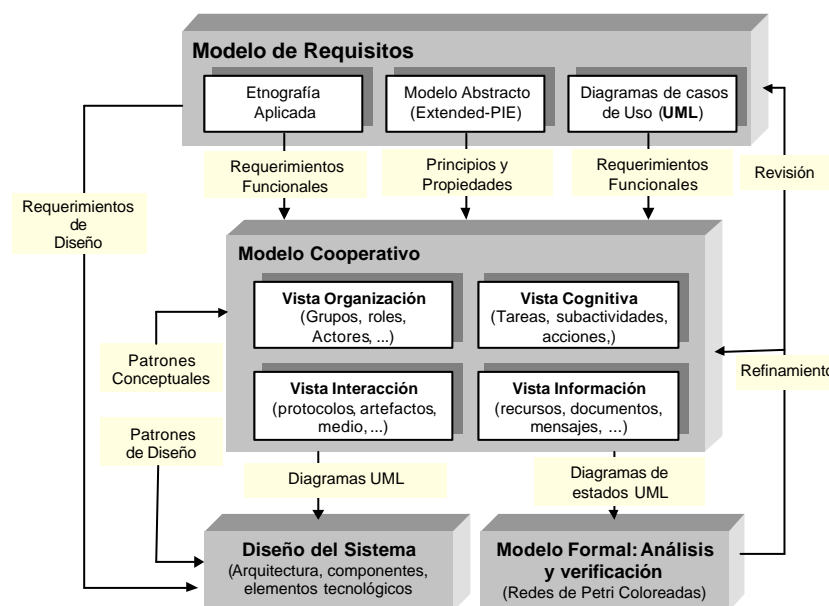 Modelo de Requisitos
Etnografía
Aplicada
Modelo Abstracto
(Extended-PIE)
Diagramas de casos
de Uso (UML)
Requerimientos
Funcionales
Principios y
Propiedades
Requerimientos
Funcionales
Revisión
Requerimientos
de
Diseño
Modelo Cooperativo
Vista Organización
(Grupos, roles,
Actores, ...)
Vista Cognitiva
(Tareas, subactividades,
acciones,)
Patrones
Conceptuales
Refinamiento
Vista Interacción
(protocolos, artefactos,
medio, ...)
Vista Información
(recursos, documentos,
mensajes, ...)
Patrones
de Diseño
Diagramas UML
Diagramas de
estados UML
Diseño del Sistema
(Arquitectura, componentes,
elementos tecnológicos
Modelo Formal: Análisis
y verificación
(Redes de Petri Coloreadas)